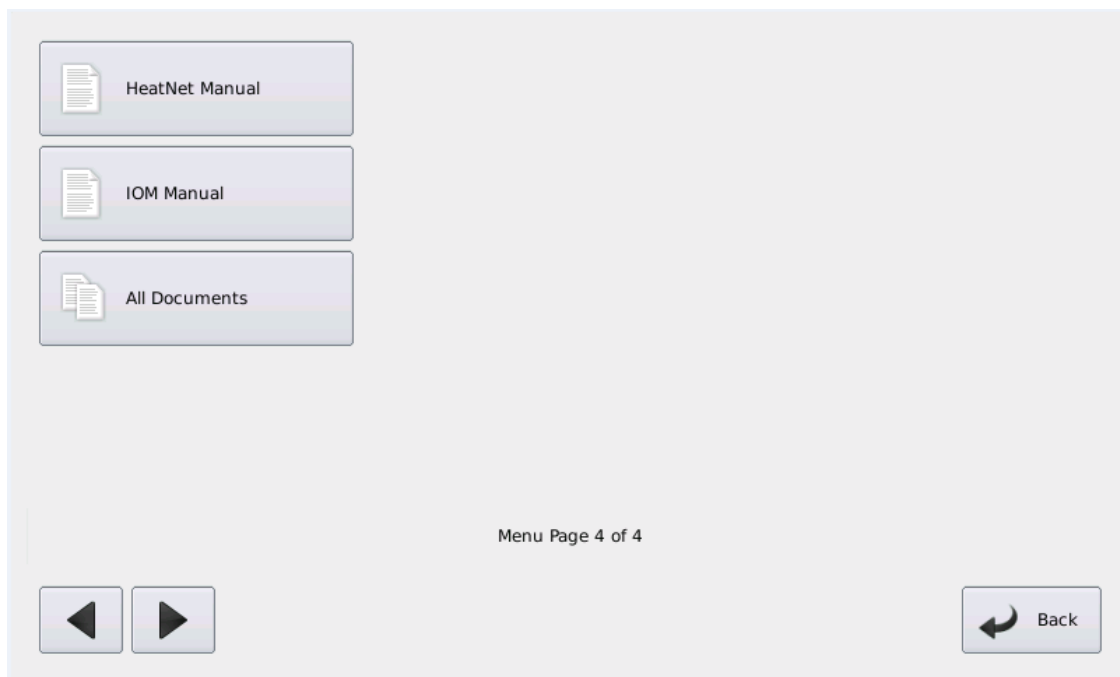 HeatNet Manual
IOM Manual
All Documents
Menu Page 4 of 4
Back